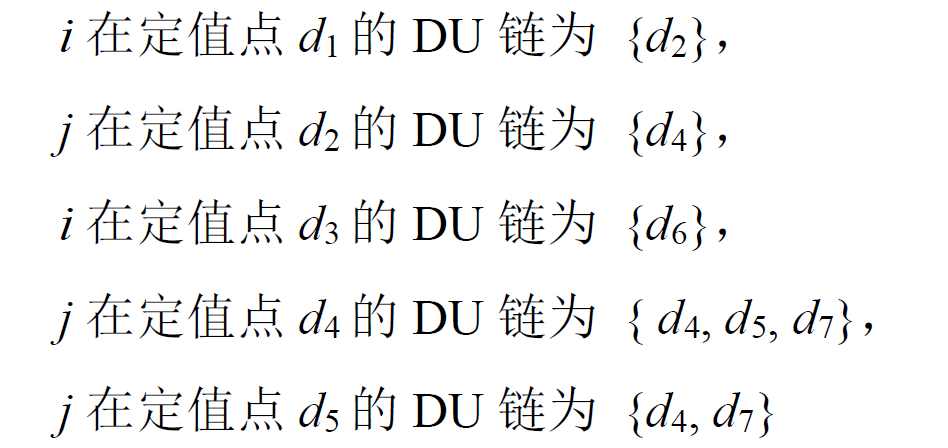 i 在定值点 d₁ 的 DU 链为 {d₂}，
j 在定值点 d₂ 的 DU 链为 {d₄}，
i 在定值点 d₃ 的 DU 链为 {d₆}，
j 在定值点 d₄ 的 DU 链为 { d₄, d₅, d₇}，
j 在定值点 d₅ 的 DU 链为 {d₄, d₇}